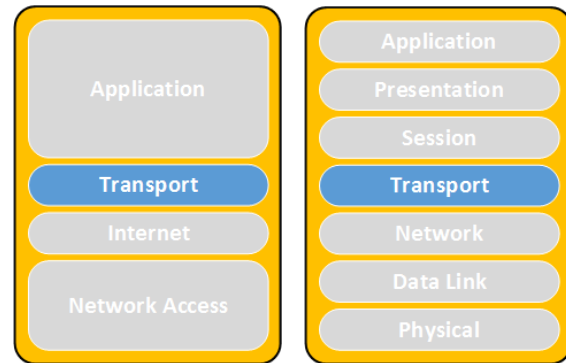 Application
Transport
Internet
Network Access
Application
Presentation
Session
Transport
Network
Data Link
Physical